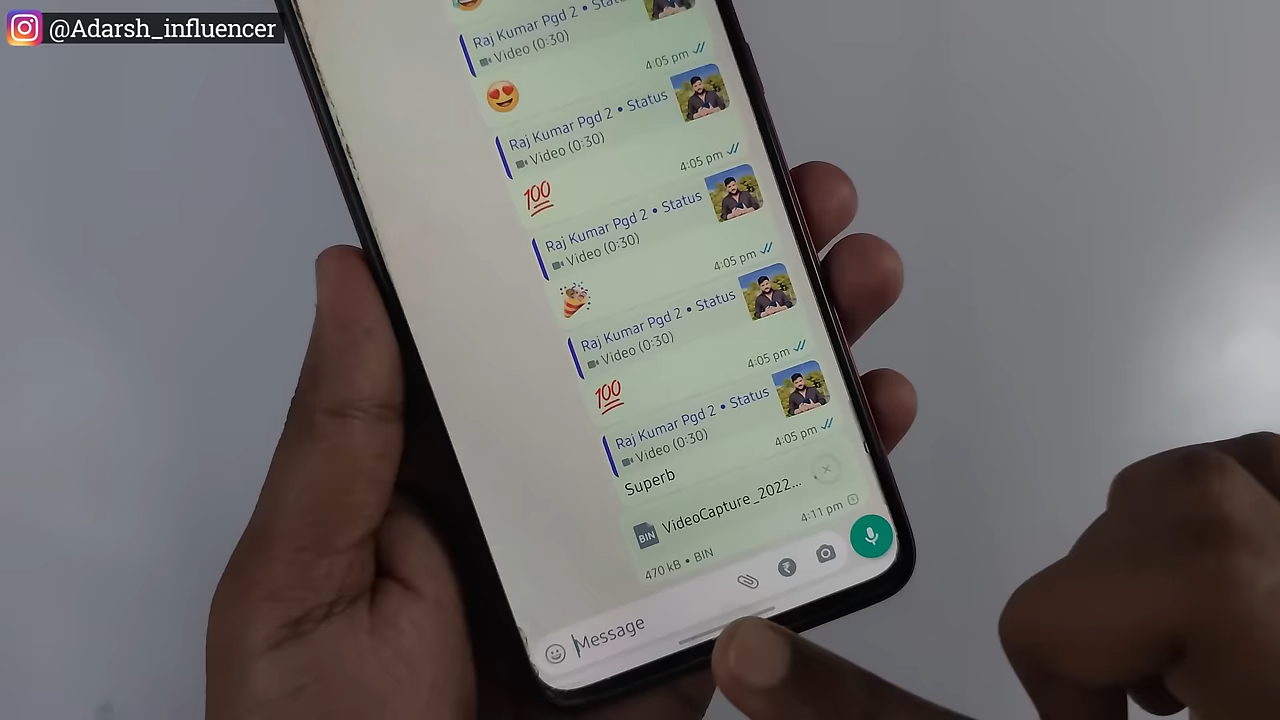 @Adarsh_influencer
Raj Kumar Pgd 2 •
Video (0:30)
4:05 pm
Raj Kumar Pgd 2 • Status
Video (0:30)
4:05 pm
100
Raj Kumar Pgd 2 • Status
Video (0:30)
4:05 pm
Raj Kumar Pgd 2 • Status
Video (0:30)
4:05 pm
100
Raj Kumar Pgd 2 • Status
Video (0:30)
4:05 pm
Superb
BIN
VideoCapture_2022...
4:11 pm
470 kB • BIN
₹
Message